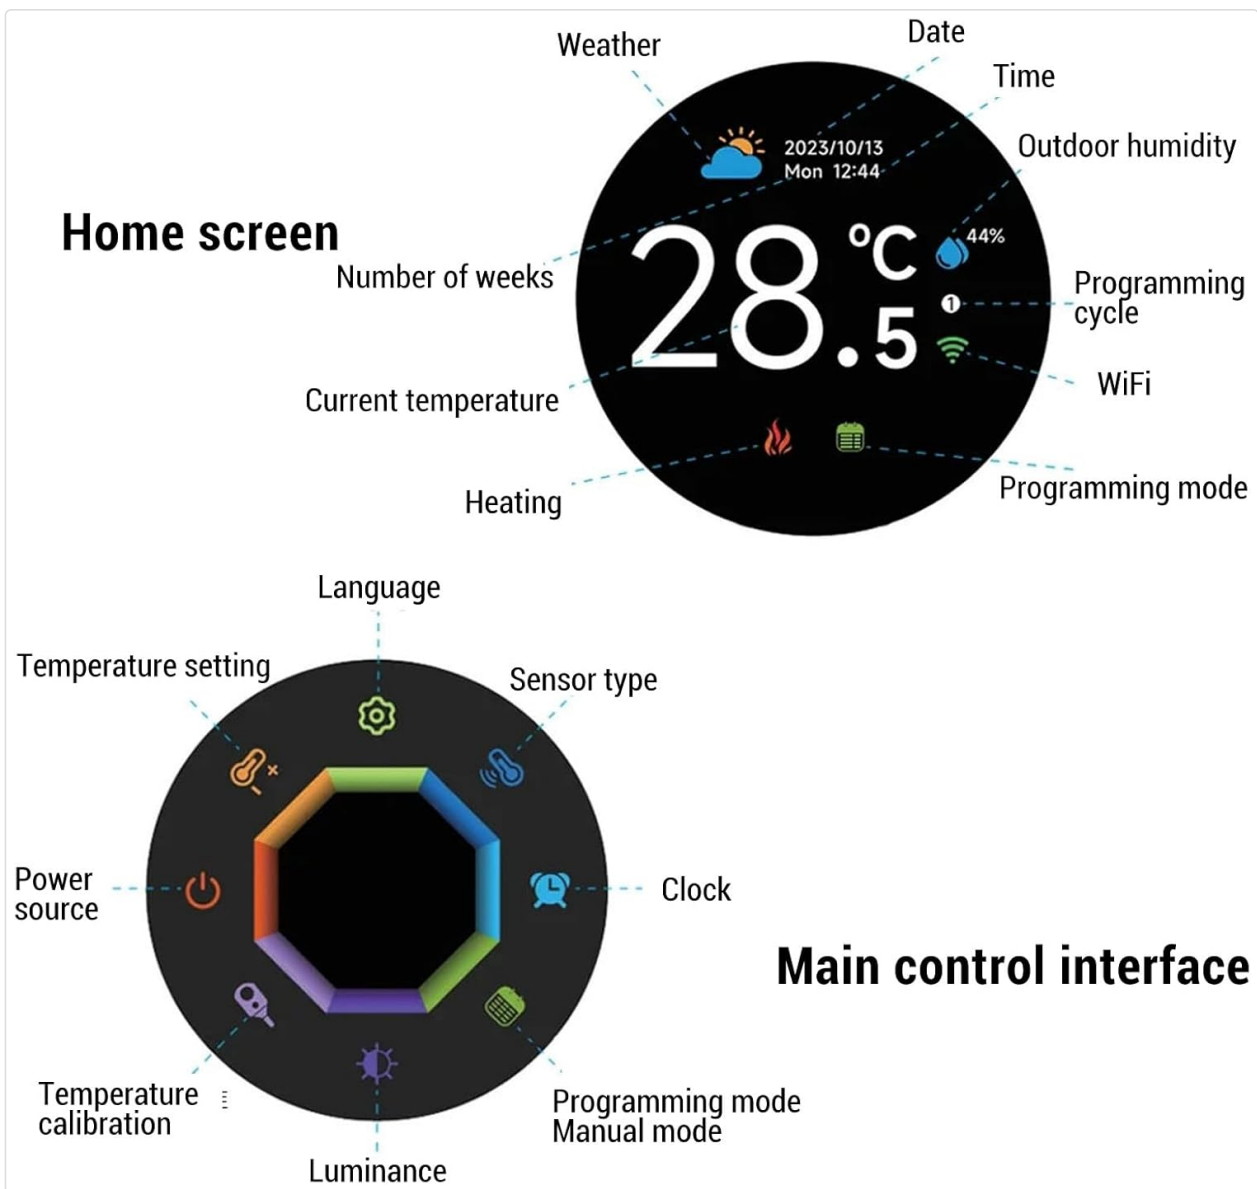 Weather
Date
Time
Outdoor humidity
2023/10/13
Mon 12:44
Home screen
Number of weeks
28.5 °C
44%
1
Programming
cycle
WiFi
Current temperature
Heating
Programming mode
Language
Temperature setting
Sensor type
Power
source
Clock
Main control interface
Temperature
calibration
Programming mode
Manual mode
Luminance